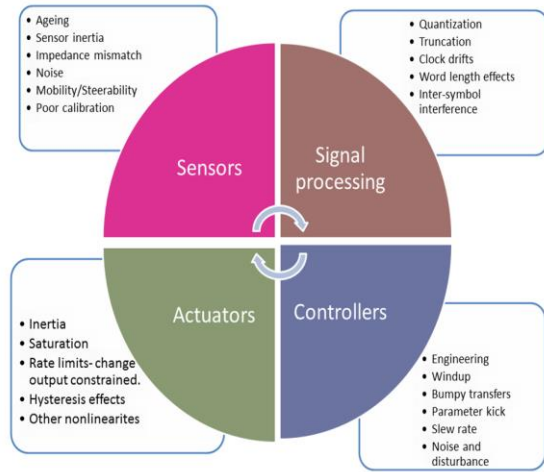 Ageing
Sensor inertia
Impedance mismatch
Noise
Mobility/Steerability
Poor calibration
Quantization
Truncation
Clock drifts
Word length effects
Inter-symbol
interference
Sensors
Signal
processing
Actuators
Controllers
Inertia
Saturation
Rate limits- change
output constrained.
Hysteresis effects
Other nonlinearites
Engineering
Windup
Bumpy transfers
Parameter kick
Slew rate
Noise and
disturbance